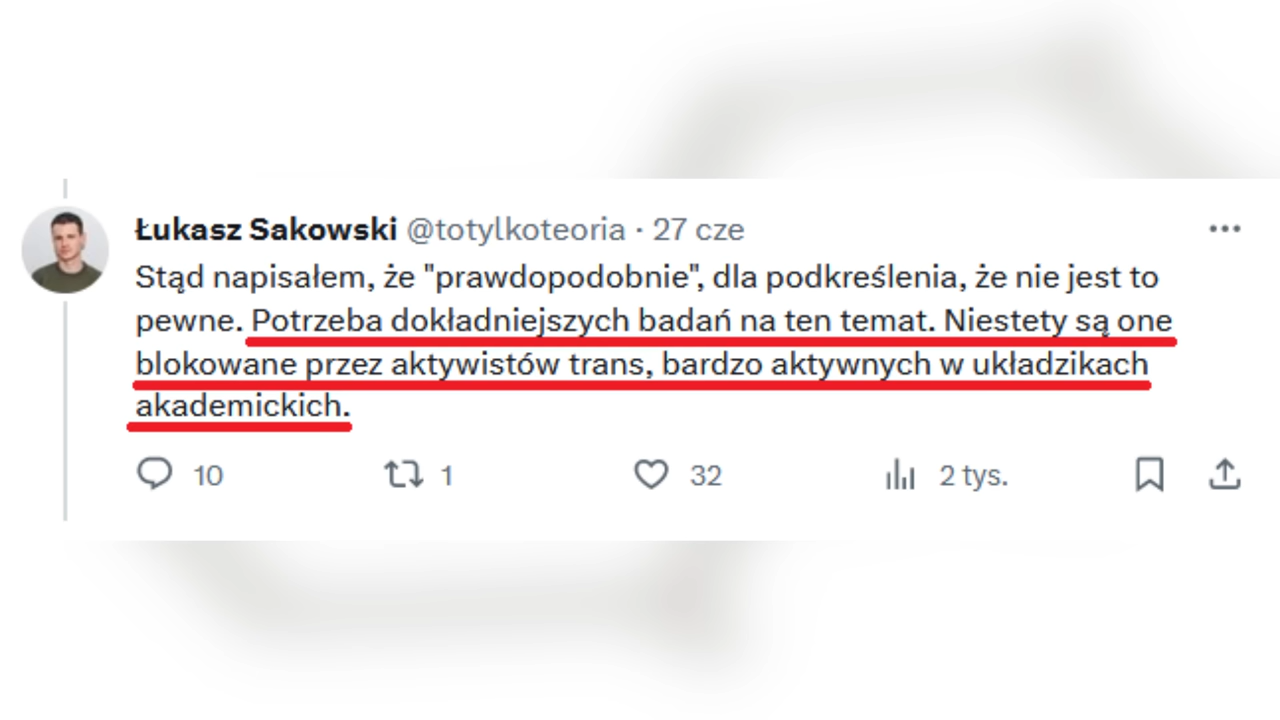 Łukasz Sakowski @totylkoteoria · 27 cze
Stąd napisałem, że "prawdopodobnie", dla podkreślenia, że nie jest to
pewne. Potrzeba dokładniejszych badań na ten temat. Niestety są one
blokowane przez aktywistów trans, bardzo aktywnych w układzikach
akademickich.
10 1 32 2 tys.